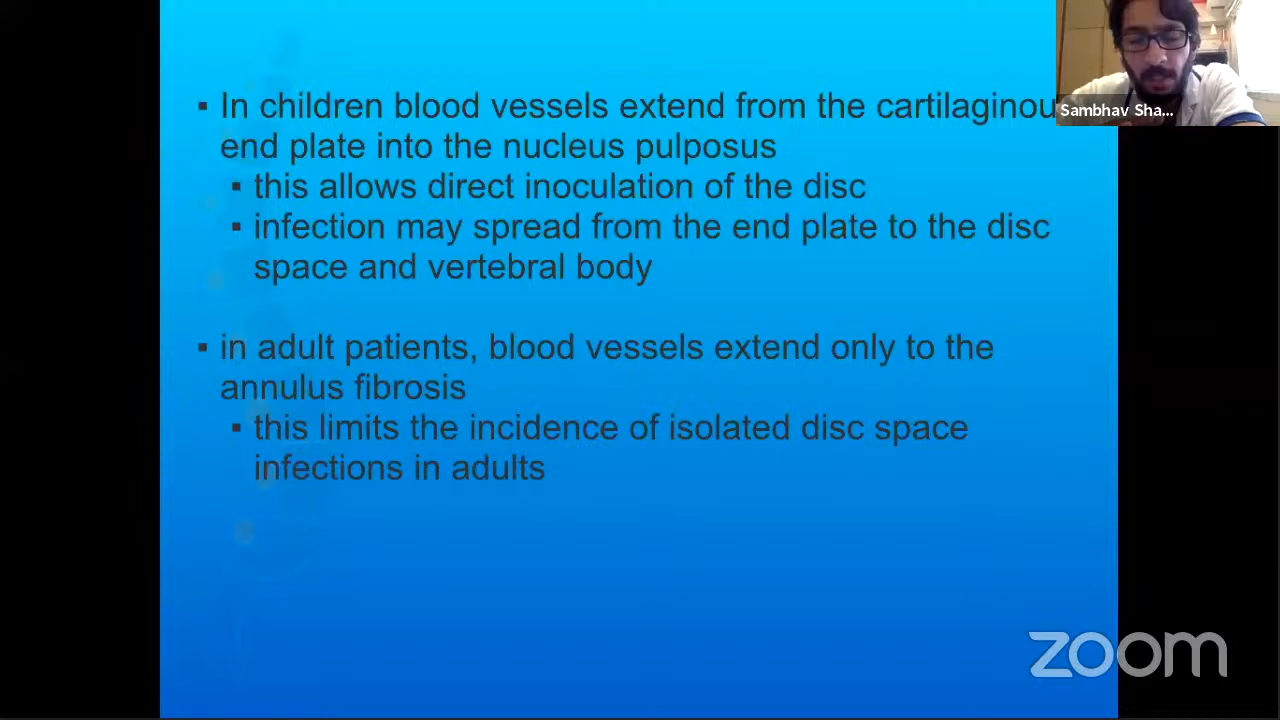 ▪ In children blood vessels extend from the cartilaginou
end plate into the nucleus pulposus
▪ this allows direct inoculation of the disc
▪ infection may spread from the end plate to the disc
space and vertebral body
▪ in adult patients, blood vessels extend only to the
annulus fibrosis
▪ this limits the incidence of isolated disc space
infections in adults
Sambhav Sha...
zoom